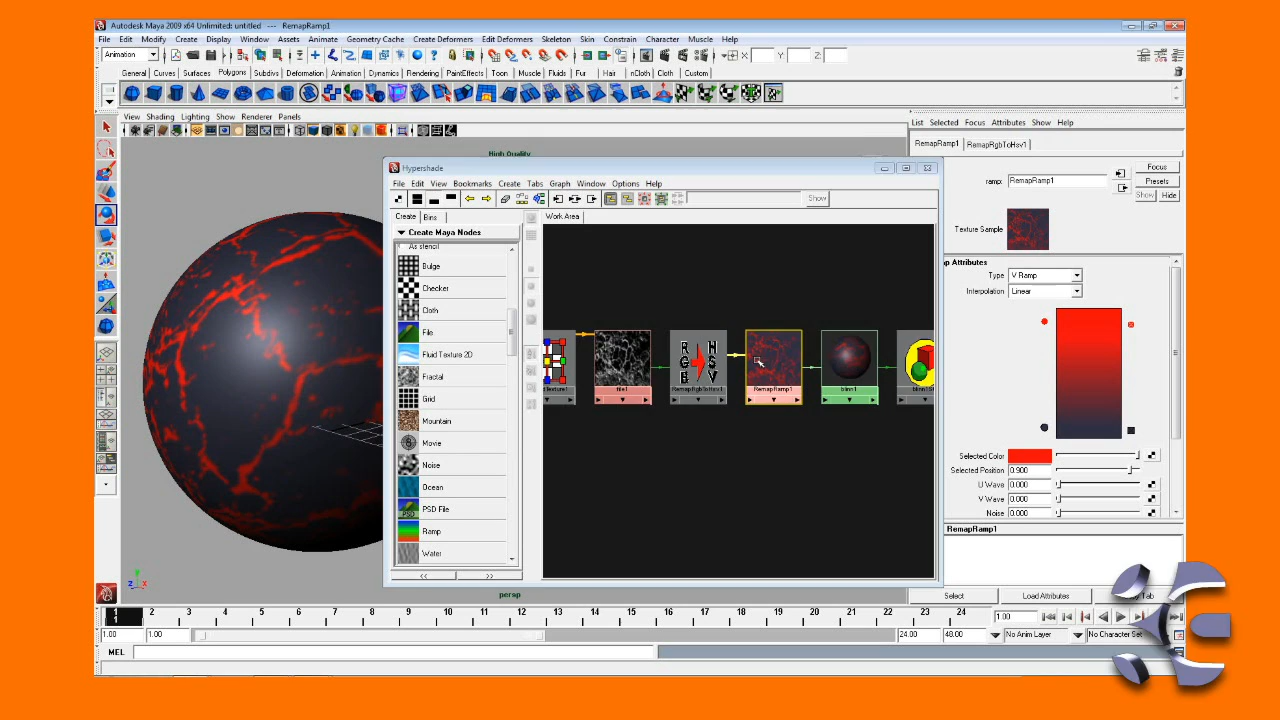 Autodesk Maya 2009 x64 Unlimited: untitled --- RemapRamp1
File Edit Modify Create Display Window Assets Animate Geometry Cache Create Deformers Edit Deformers Skeleton Skin Constrain Character Muscle Help
Animation X: Y: Z:
General Curves Surfaces Polygons Subdivs Deformation Animation Dynamics Rendering PaintEffects Toon Muscle Fluids Fur Hair nCloth Cloth Custom
View Shading Lighting Show Renderer Panels
List Selected Focus Attributes Show Help
High Quality
RemapRamp1 RemapRgbToHsv1
Hypershade
File Edit View Bookmarks Create Tabs Graph Window Options Help
Show
Create Bins
Work Area
Create Maya Nodes
As stencil
Bulge
Checker
Cloth
File
Fluid Texture 2D
Fractal
Grid
Mountain
Movie
Noise
Ocean
PSD File
Ramp
Water
<< >>
R G B H S V
file1 RemapRgbToHsv1 RemapRamp1 blinn1
Focus
ramp: RemapRamp1 Presets
Show Hide
Texture Sample
Attributes
Type V Ramp
Interpolation Linear
Selected Color
Selected Position 0.900
U Wave 0.000
V Wave 0.000
Noise 0.000
RemapRamp1
Select Load Attributes Tab
persp
1 2 3 4 5 6 7 8 9 10 11 12 13 14 15 16 17 18 19 20 21 22 23 24
1 1.00
1.00 1.00 24.00 48.00 No Anim Layer No Character Set
MEL